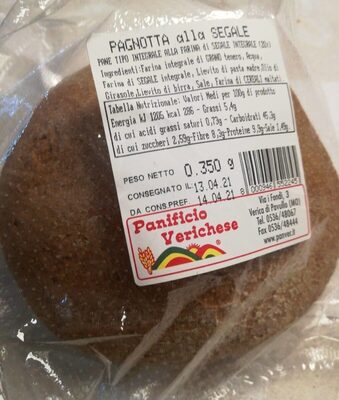 PAGNOTTA alla SEGALE
PANE TIPO INTEGRALE ALLA FARINA di SEGALE INTEGRALE (30%)
Ingredienti:Farina integrale di GRANO tenero, Acqua,
Farina di SEGALE integrale, Lievito di pasta madre,Olio di
Girasole,Lievito di birra, Sale, Farina di CEREALI maltati.
Tabella Nutrizionale: Valori Medi per 100g di prodotto
Energia kJ 1205 kcal 286 - Grassi 5,4g
di cui acidi grassi saturi 0,73g - Carboidrati 45,3g
di cui zuccheri 2,59g-Fibre 8,3g-Proteine 9,9g-Sale 1,49g.
PESO NETTO 0.350 g
CONSEGNATO IL: 13.04.21
DA CONS.PREF. 14.04.21
Panificio
Verichese
Via i Fondi, 3
Verica di Pavullo (MO)
Tel. 0536/48067
Fax 0536/48444
www.panver.it